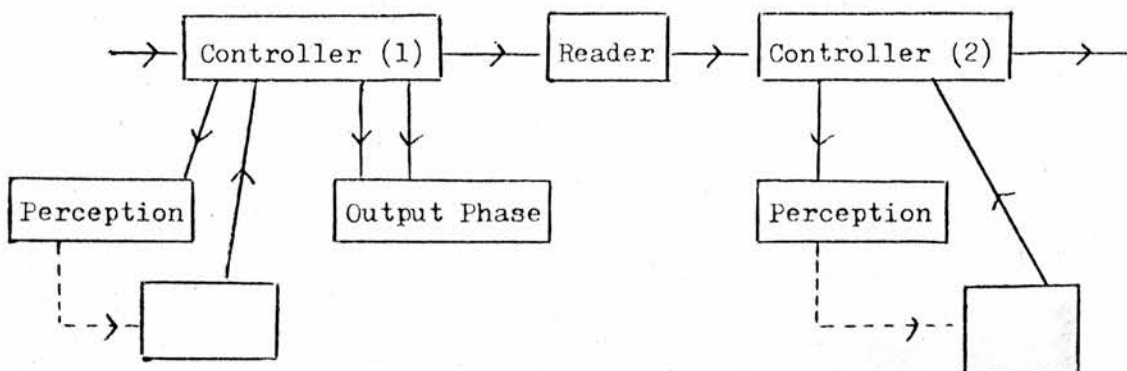 Controller (1)
Reader
Controller (2)
Perception
Output Phase
Perception